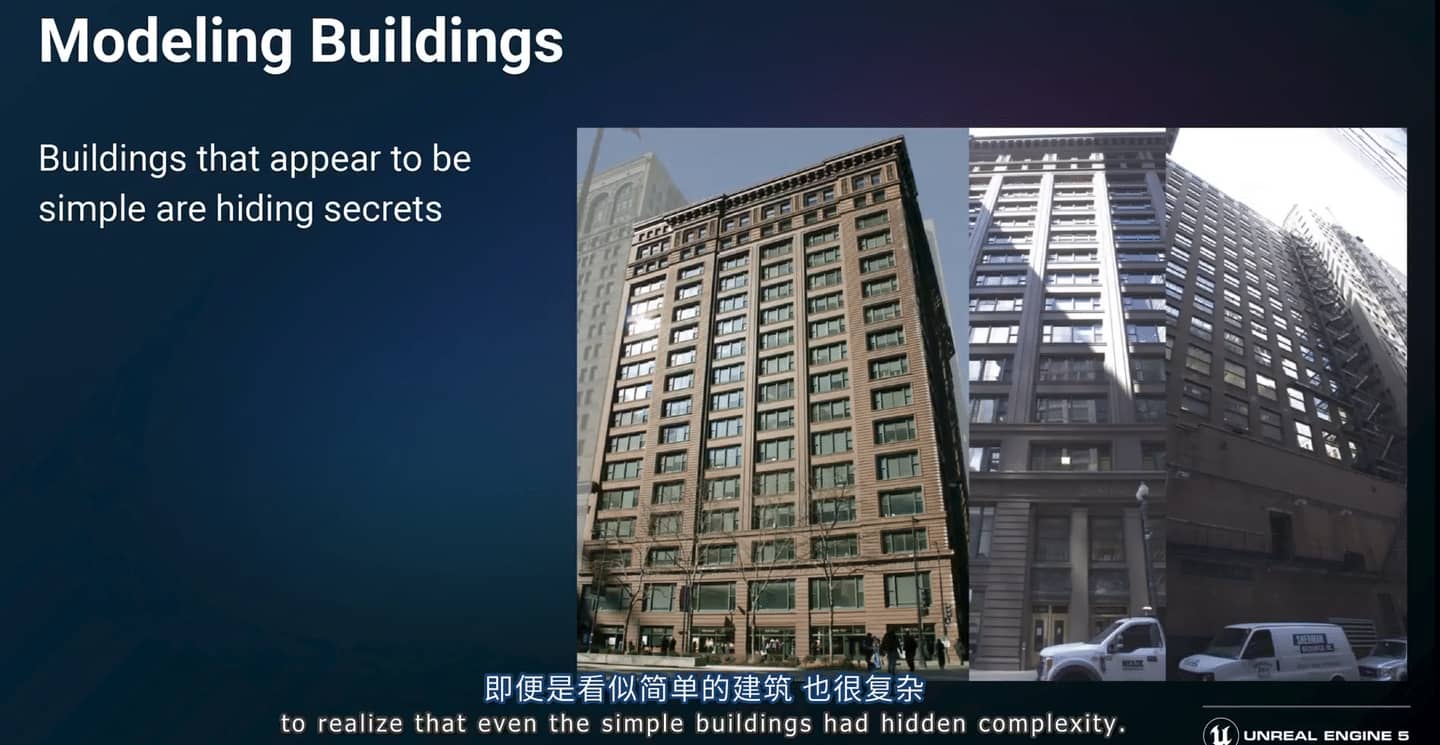 Modeling Buildings
Buildings that appear to be
simple are hiding secrets
即便是看似简单的建筑 也很复杂
to realize that even the simple buildings had hidden complexity.
UNREAL ENGINE 5